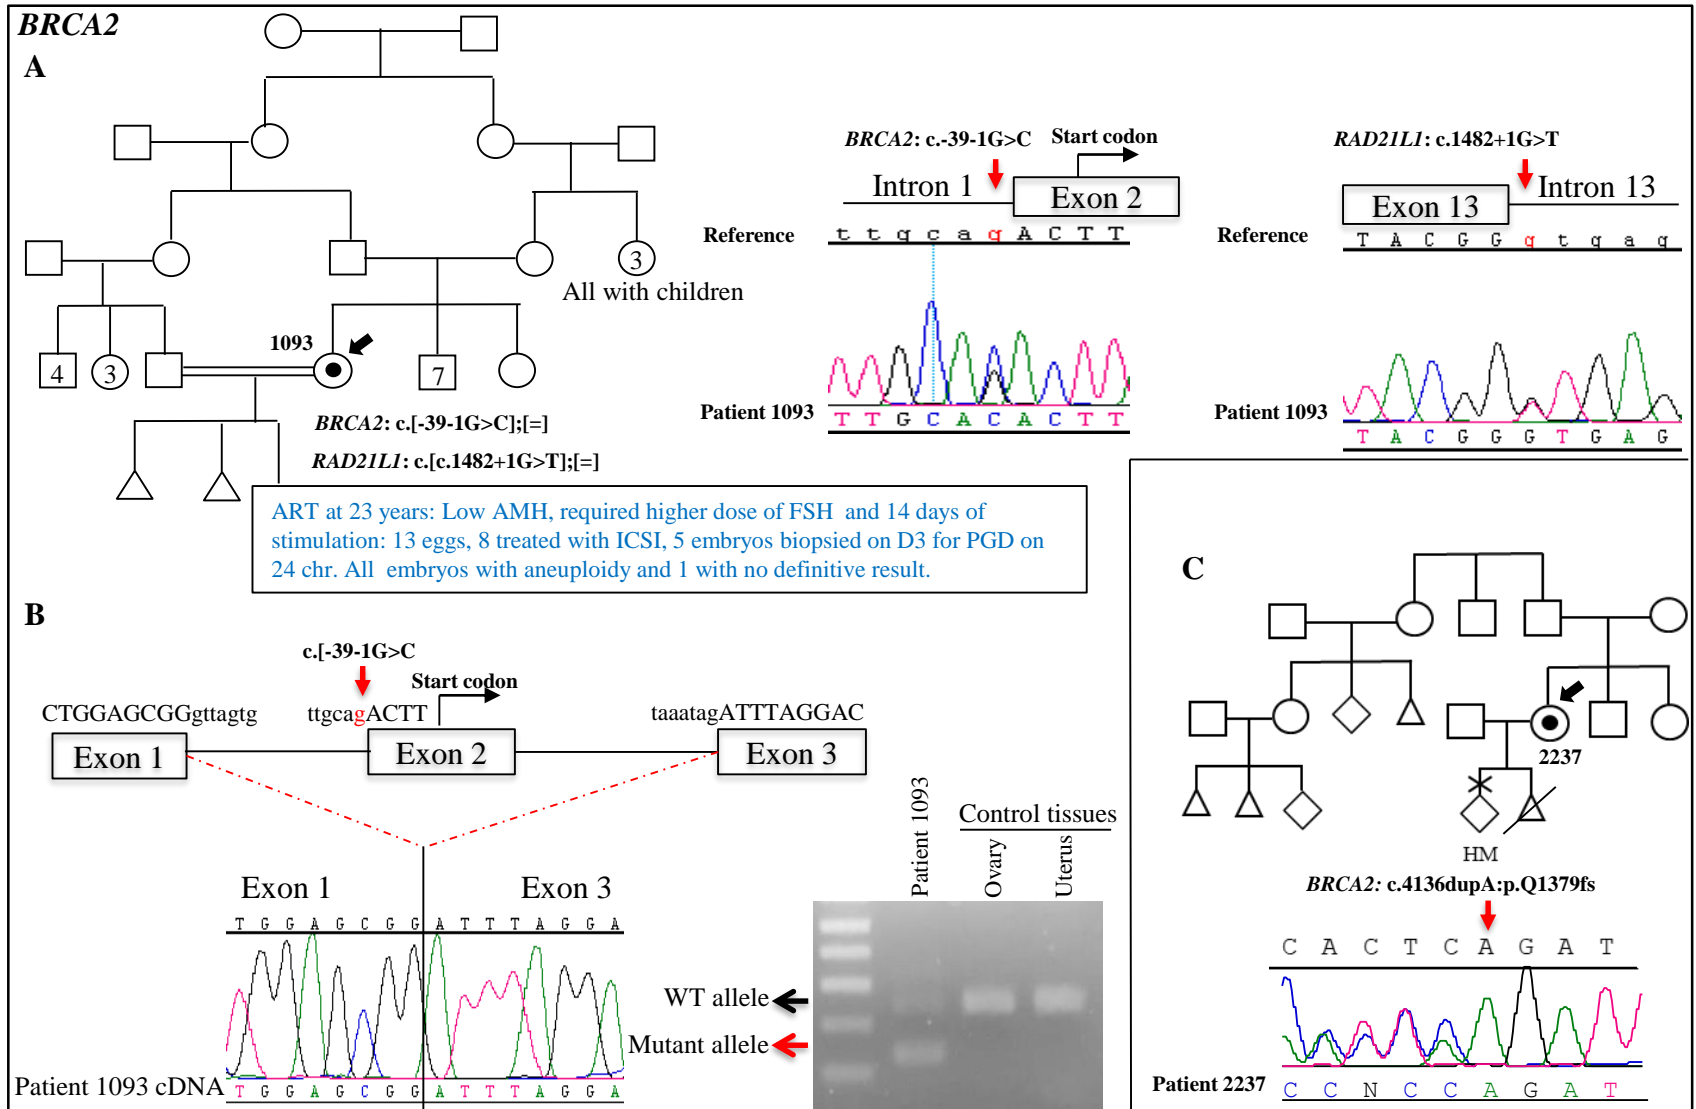 BRCA2
A
3
All with children
1093
4
3
7
BRCA2: c.[-39-1G>C];[=]
RAD21L1: c.[c.1482+1G>T];[=]
ART at 23 years: Low AMH, required higher dose of FSH and 14 days of
stimulation: 13 eggs, 8 treated with ICSI, 5 embryos biopsied on D3 for PGD on
24 chr. All embryos with aneuploidy and 1 with no definitive result.
BRCA2: c.-39-1G>C
Start codon
Intron 1
Exon 2
Reference
t t g c a g A C T T
Patient 1093
T T G C A C A C T T
RAD21L1: c.1482+1G>T
Exon 13
Intron 13
Reference
T A C G G g t g a g
Patient 1093
T A C G G G T G A G
B
c.[-39-1G>C
Start codon
CTGGAGCGGgttagtg
ttgcagACTT
taaatagATTTAGGAC
Exon 1
Exon 2
Exon 3
Exon 1
Exon 3
T G G A G C G G A T T T A G G A
Patient 1093 cDNA
T G G A G C G G A T T T A G G A
Patient 1093
Control tissues
Ovary
Uterus
WT allele
Mutant allele
C
2237
HM
BRCA2: c.4136dupA:p.Q1379fs
C A C T C A G A T
Patient 2237
C C N C C A G A T